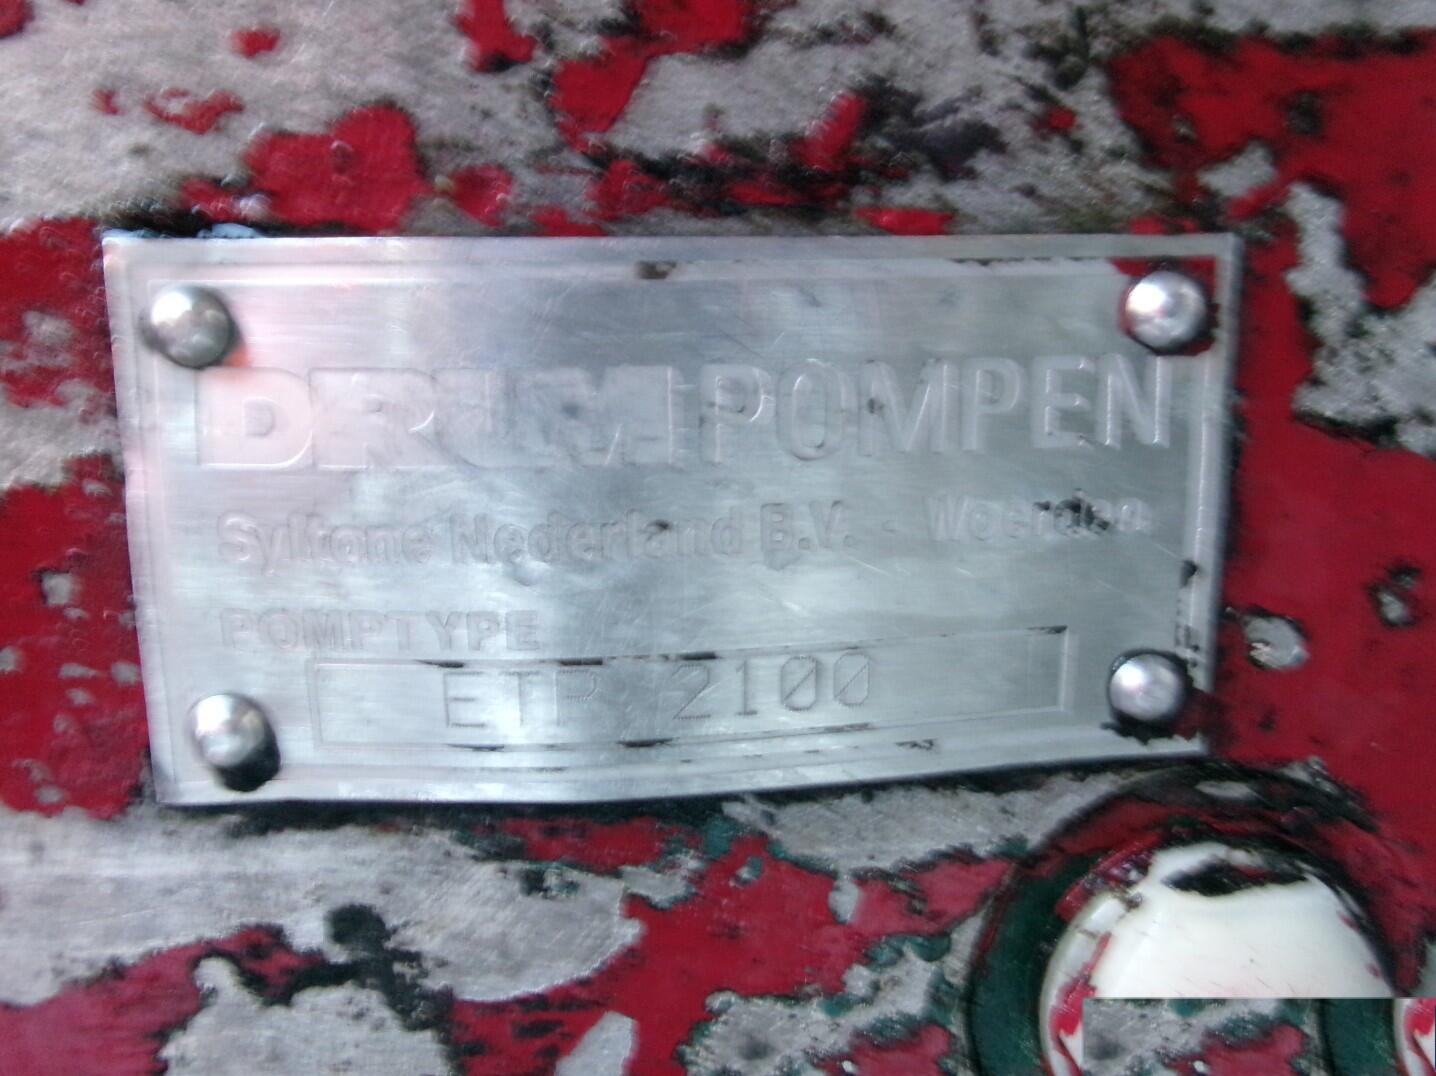 DRUM POMPEN
Syltone Nederland B.V. - Woerden
POMPTYPE
ETP 2100